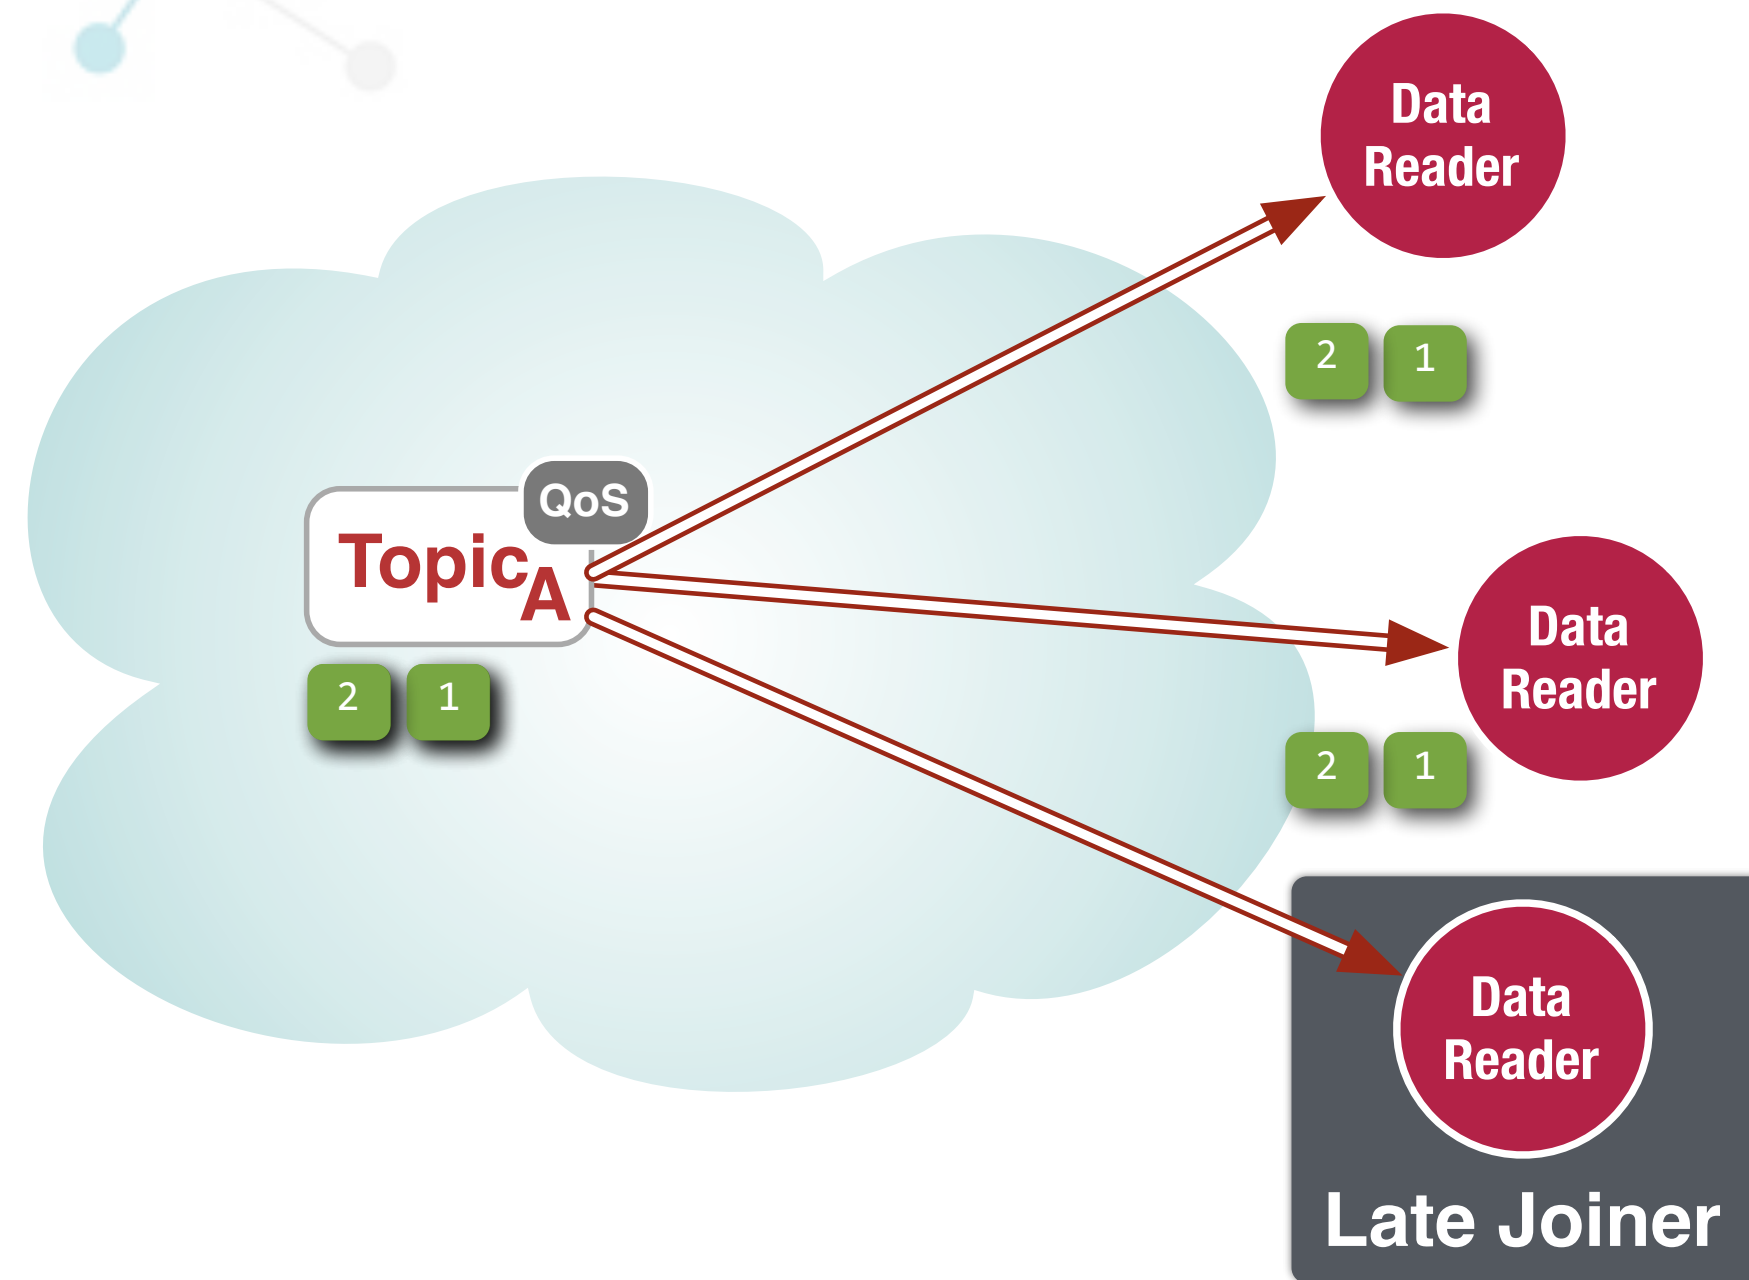 Data
Reader
2 1
QoS
TopicA
2 1
Data
Reader
2 1
Data
Reader
Late Joiner